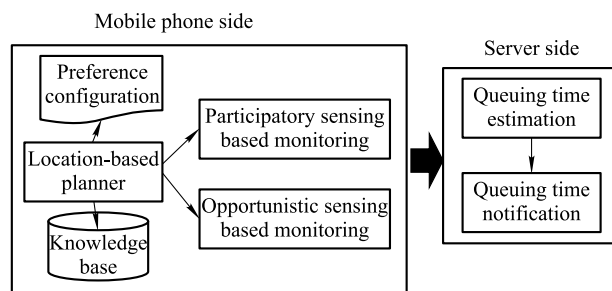 Mobile phone side
Preference
configuration
Location-based
planner
Knowledge
base
Participatory sensing
based monitoring
Opportunistic sensing
based monitoring
Server side
Queuing time
estimation
Queuing time
notification